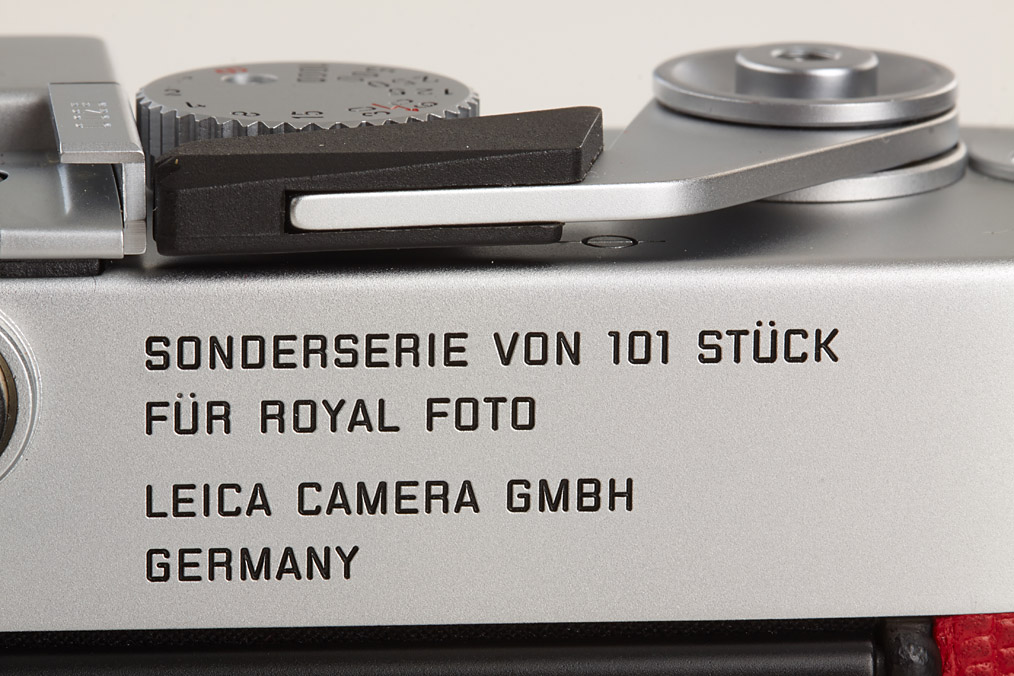 SONDERSERIE VON 101 STÜCK
FÜR ROYAL FOTO
LEICA CAMERA GMBH
GERMANY